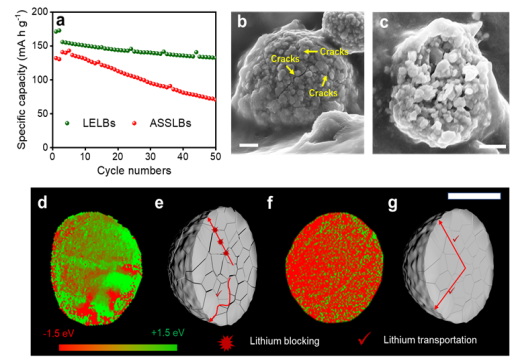 a
Specific capacity (mA h g⁻¹)
200
150
100
50
0
LELBs
ASSLBs
0
10
20
30
40
50
Cycle numbers
b
Cracks
Cracks
Cracks
c
d
e
f
g
-1.5 eV
+1.5 eV
Lithium blocking
Lithium transportation